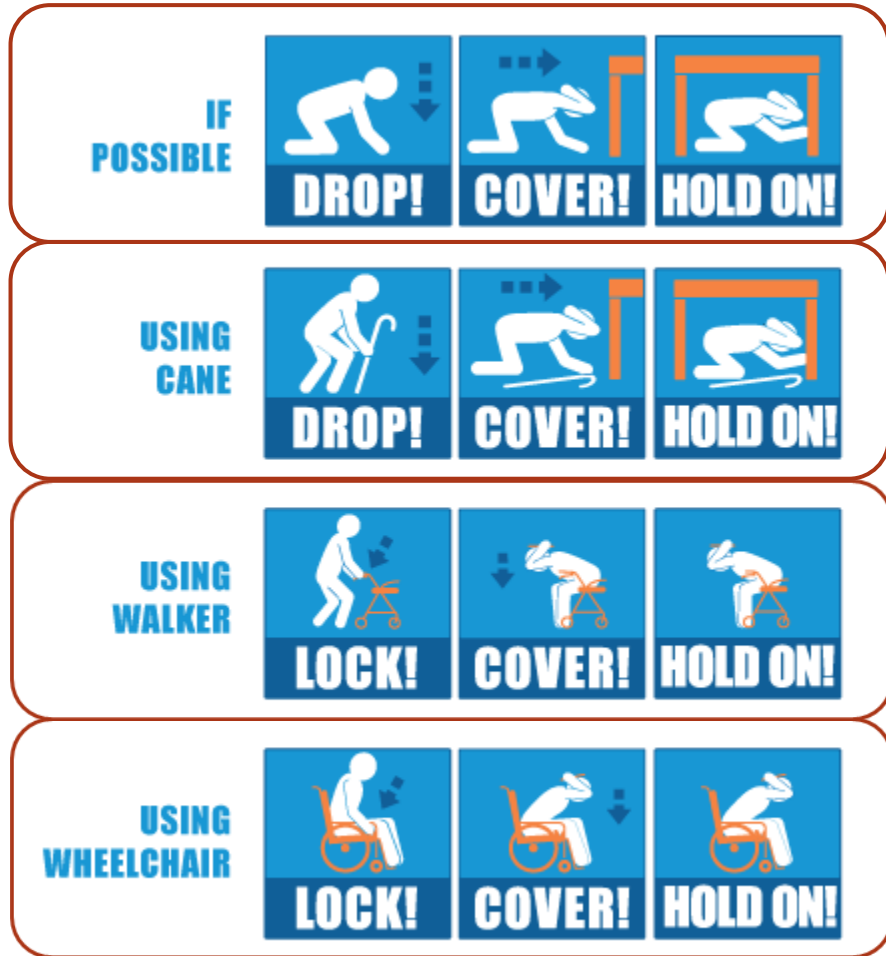 IF
POSSIBLE
DROP! COVER! HOLD ON!
USING
CANE
DROP! COVER! HOLD ON!
USING
WALKER
LOCK! COVER! HOLD ON!
USING
WHEELCHAIR
LOCK! COVER! HOLD ON!